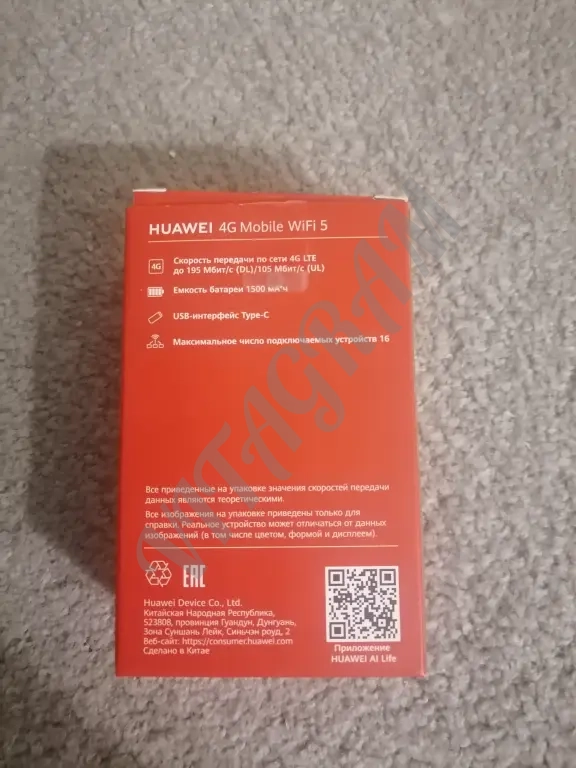 HUAWEI 4G Mobile WiFi 5
4G
Скорость передачи по сети 4G LTE
до 195 Мбит/с (DL)/105 Мбит/с (UL)
Емкость батареи 1500 мА*ч
USB-интерфейс Type-C
Максимальное число подключаемых устройств 16
Все приведенные на упаковке значения скоростей передачи
данных являются теоретическими.
Все изображения на упаковке приведены только для
справки. Реальное устройство может отличаться от данных
изображений (в том числе цветом, формой и дисплеем).
EAC
Huawei Device Co., Ltd.
Китайская Народная Республика,
523808, провинция Гуандун, Дунгуань,
Зона Суншань Лейк, Синьчэн роуд, 2
Веб-сайт: https://consumer.huawei.com
Сделано в Китае
Приложение
HUAWEI AI Life
VITAGRAM